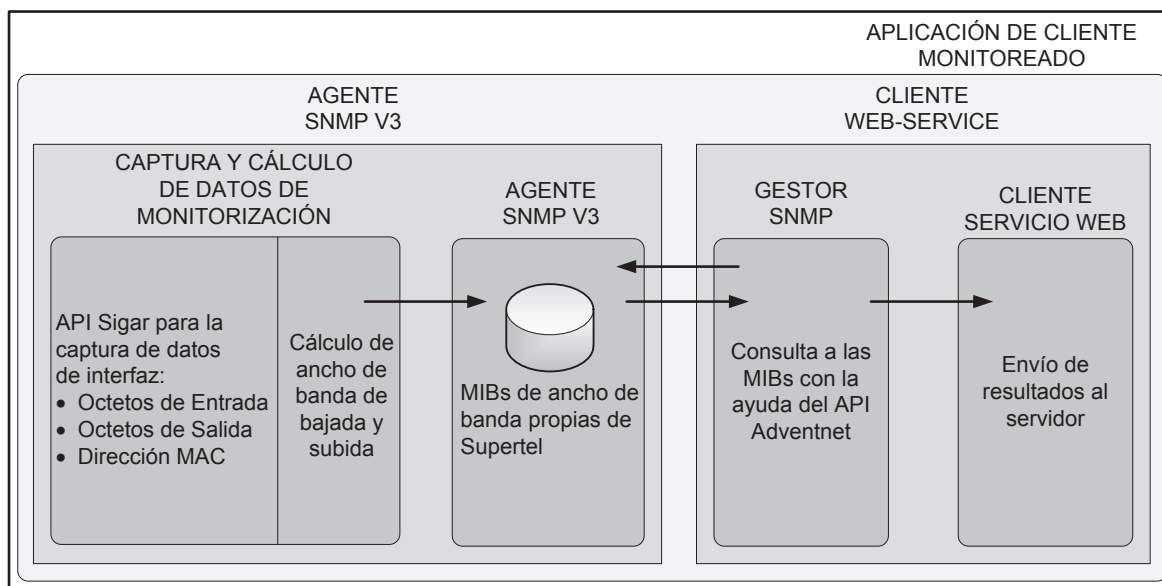 APLICACIÓN DE CLIENTE
MONITOREADO
AGENTE
SNMP V3
CAPTURA Y CÁLCULO
DE DATOS DE
MONITORIZACIÓN
API Sigar para la
captura de datos
de interfaz:
• Octetos de Entrada
• Octetos de Salida
• Dirección MAC
Cálculo de
ancho de
banda de
bajada y
subida
AGENTE
SNMP V3
MIBs de ancho de
banda propias de
Supertel
CLIENTE
WEB-SERVICE
GESTOR
SNMP
Consulta a las
MIBs con la
ayuda del API
Adventnet
CLIENTE
SERVICIO WEB
Envío de
resultados al
servidor